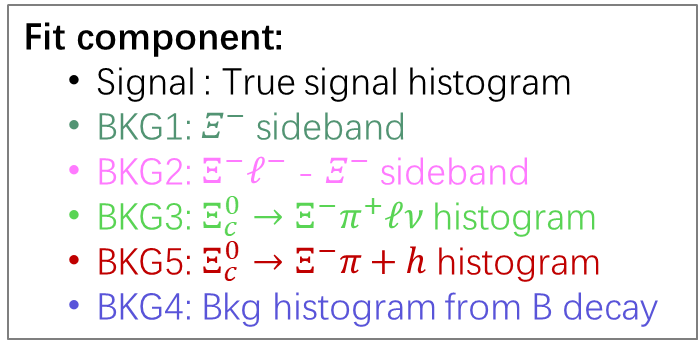 Fit component:
• Signal : True signal histogram
• BKG1: Ξ⁻ sideband
• BKG2: Ξ⁻ℓ⁻ - Ξ⁻ sideband
• BKG3: Ξc⁰ → Ξ⁻π⁺ℓν histogram
• BKG5: Ξc⁰ → Ξ⁻π + h histogram
• BKG4: Bkg histogram from B decay